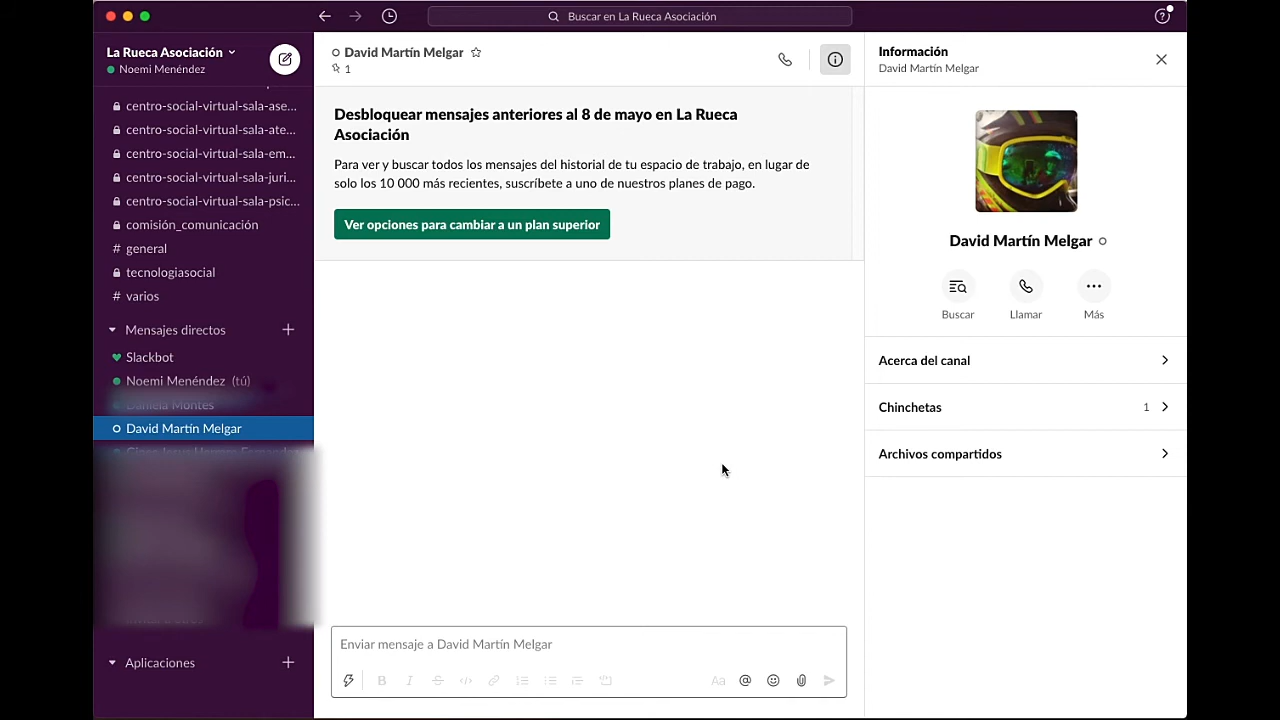 Buscar en La Rueca Asociación
La Rueca Asociación
Noemi Menéndez
centro-social-virtual-sala-ase...
centro-social-virtual-sala-ate...
centro-social-virtual-sala-em...
centro-social-virtual-sala-juri...
centro-social-virtual-sala-psic...
comisión_comunicación
# general
tecnologiasocial
# varios
Mensajes directos
Slackbot
Noemi Menéndez (tú)
Daniela Montes
David Martín Melgar
Aplicaciones
David Martín Melgar
1
Desbloquear mensajes anteriores al 8 de mayo en La Rueca
Asociación
Para ver y buscar todos los mensajes del historial de tu espacio de trabajo, en lugar de
solo los 10 000 más recientes, suscríbete a uno de nuestros planes de pago.
Ver opciones para cambiar a un plan superior
Enviar mensaje a David Martín Melgar
B I S </> Aa @
Información
David Martín Melgar
David Martín Melgar
Buscar Llamar Más
Acerca del canal
Chinchetas 1
Archivos compartidos